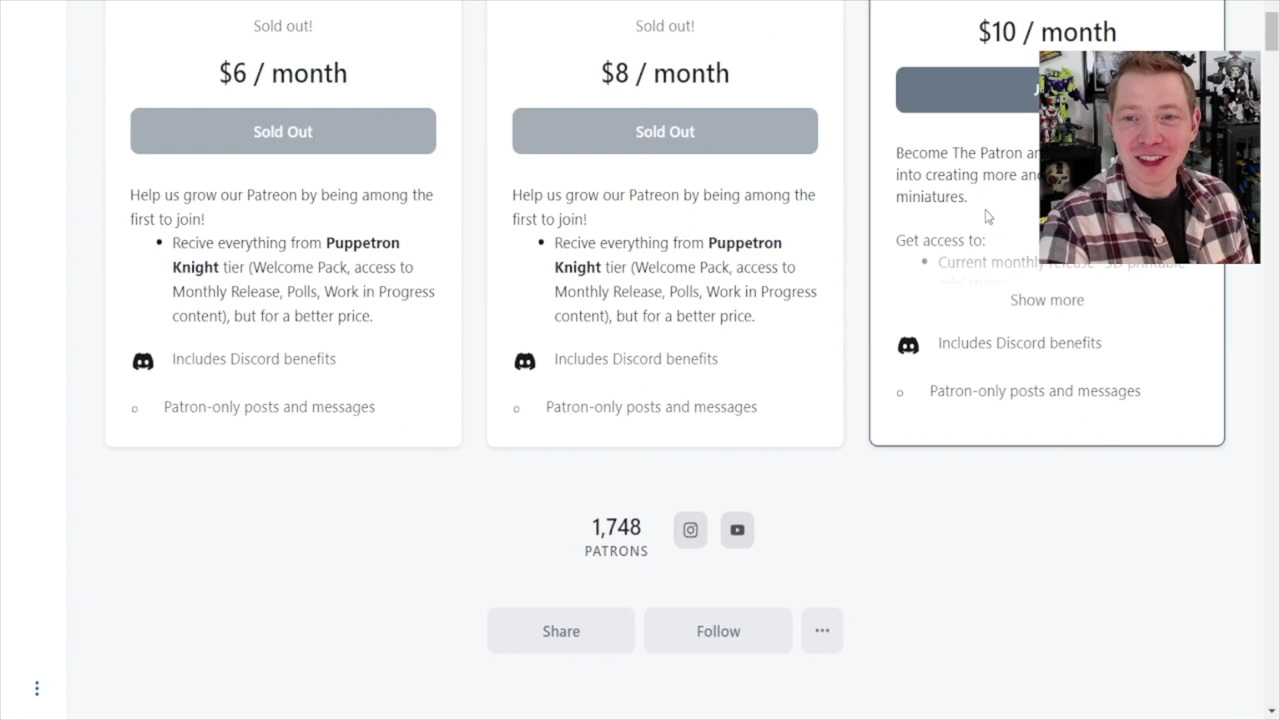 Sold out!
$6 / month
Sold Out
Help us grow our Patreon by being among the
first to join!
Recive everything from Puppetron
Knight tier (Welcome Pack, access to
Monthly Release, Polls, Work in Progress
content), but for a better price.
Includes Discord benefits
Patron-only posts and messages
Sold out!
$8 / month
Sold Out
Help us grow our Patreon by being among the
first to join!
Recive everything from Puppetron
Knight tier (Welcome Pack, access to
Monthly Release, Polls, Work in Progress
content), but for a better price.
Includes Discord benefits
Patron-only posts and messages
$10 / month
Become The Patron
into creating more
miniatures.
Get access to:
Current monthly release - 3D printable
miniatures
Show more
Includes Discord benefits
Patron-only posts and messages
1,748
PATRONS
Share
Follow